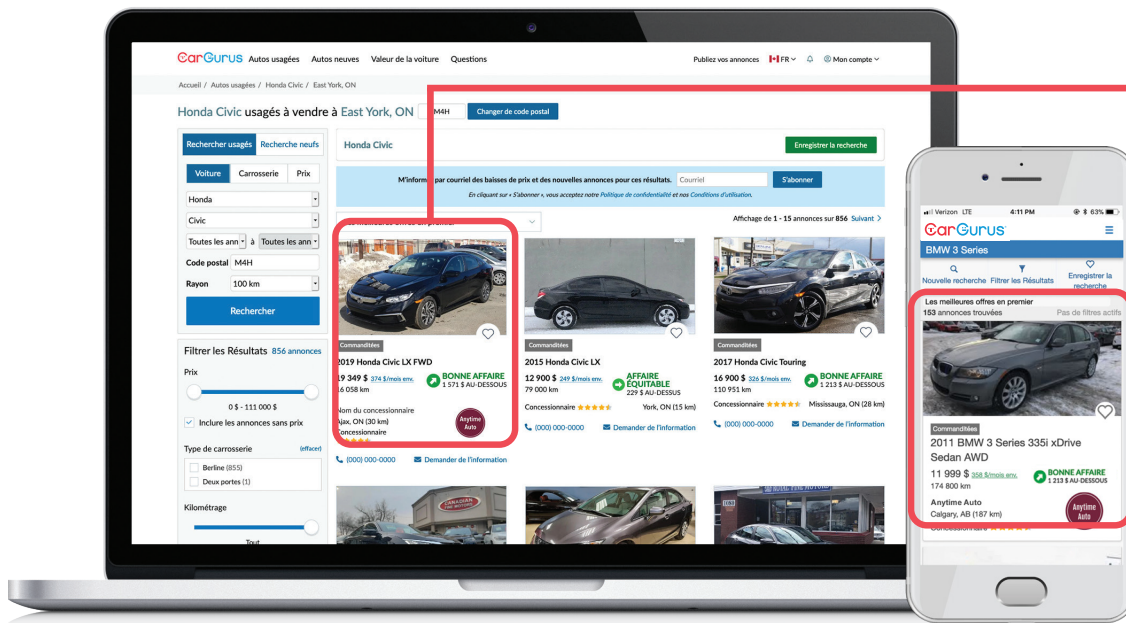 CarGurus Autos usagées Autos neuves Valeur de la voiture Questions Publiez vos annonces FR Mon compte
Accueil / Autos usagées / Honda Civic / East York, ON
Honda Civic usagés à vendre à East York, ON M4H Changer de code postal
Rechercher usagés Recherche neufs
Voiture Carrosserie Prix
Honda
Civic
Toutes les ann à Toutes les ann
Code postal M4H
Rayon 100 km
Rechercher
Filtrer les Résultats 856 annonces
Prix
0 $ - 111 000 $
Inclure les annonces sans prix
Type de carrosserie (effacer)
Berline (855)
Deux portes (1)
Kilométrage
Tout
Honda Civic Enregistrer la recherche
M'informer par courriel des baisses de prix et des nouvelles annonces pour ces résultats. Courriel S'abonner
En cliquant sur « S'abonner », vous acceptez notre Politique de confidentialité et nos Conditions d'utilisation.
Les meilleures offres en premier Affichage de 1 - 15 annonces sur 856 Suivant >
Commanditées
2019 Honda Civic LX FWD
19 349 $ 374 $/mois env.
16 058 km
BONNE AFFAIRE
1 571 $ AU-DESSOUS
Nom du concessionnaire
Ajax, ON (30 km)
Concessionnaire
Anytime
Auto
(000) 000-0000 Demander de l'information
Commanditées
2015 Honda Civic LX
12 900 $ 249 $/mois env.
79 000 km
AFFAIRE
ÉQUITABLE
229 $ AU-DESSUS
Concessionnaire York, ON (15 km)
(000) 000-0000 Demander de l'information
Commanditées
2017 Honda Civic Touring
16 900 $ 326 $/mois env.
110 951 km
BONNE AFFAIRE
1 213 $ AU-DESSOUS
Concessionnaire Mississauga, ON (28 km)
(000) 000-0000 Demander de l'information
CANADIAN
Verizon LTE 4:11 PM 63%
CarGurus
BMW 3 Series
Nouvelle recherche Filtrer les Résultats Enregistrer la
recherche
Les meilleures offres en premier
153 annonces trouvées Pas de filtres actifs
Commanditées
2011 BMW 3 Series 335i xDrive
Sedan AWD
11 999 $ 358 $/mois env.
174 800 km
BONNE AFFAIRE
1 213 $ AU-DESSOUS
Anytime Auto
Calgary, AB (187 km)
Concessionnaire
Anytime
Auto